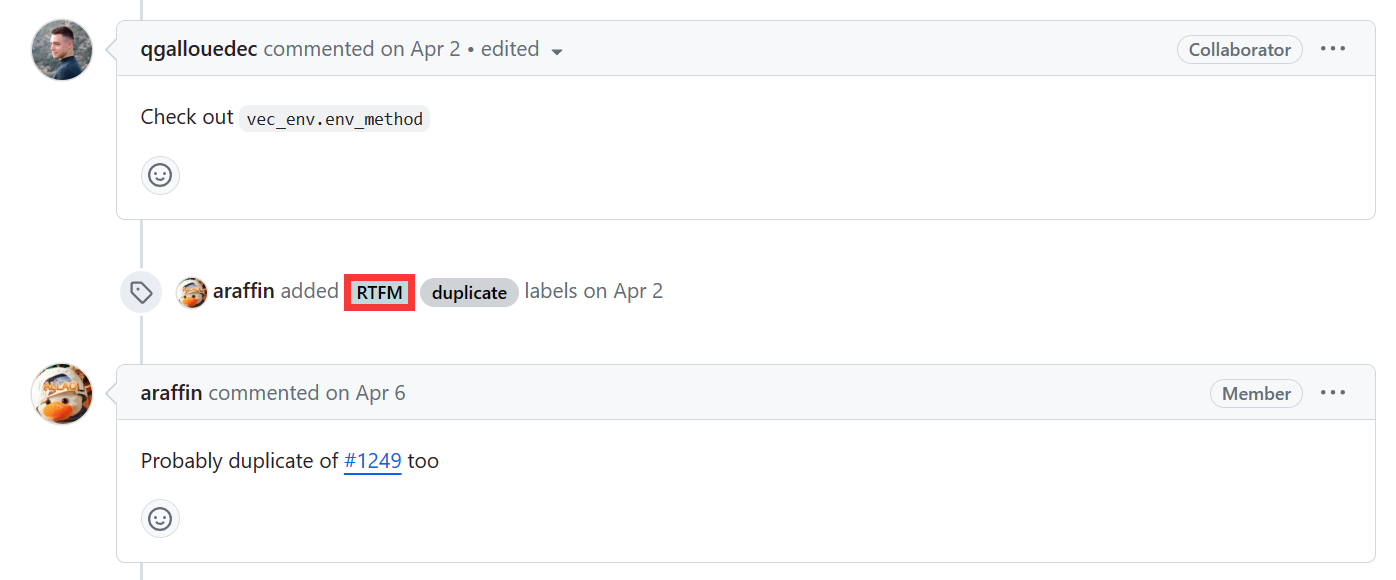 qgallouedec commented on Apr 2 • edited
Collaborator
Check out vec_env.env_method
araffin added RTFM duplicate labels on Apr 2
araffin commented on Apr 6
Member
Probably duplicate of #1249 too